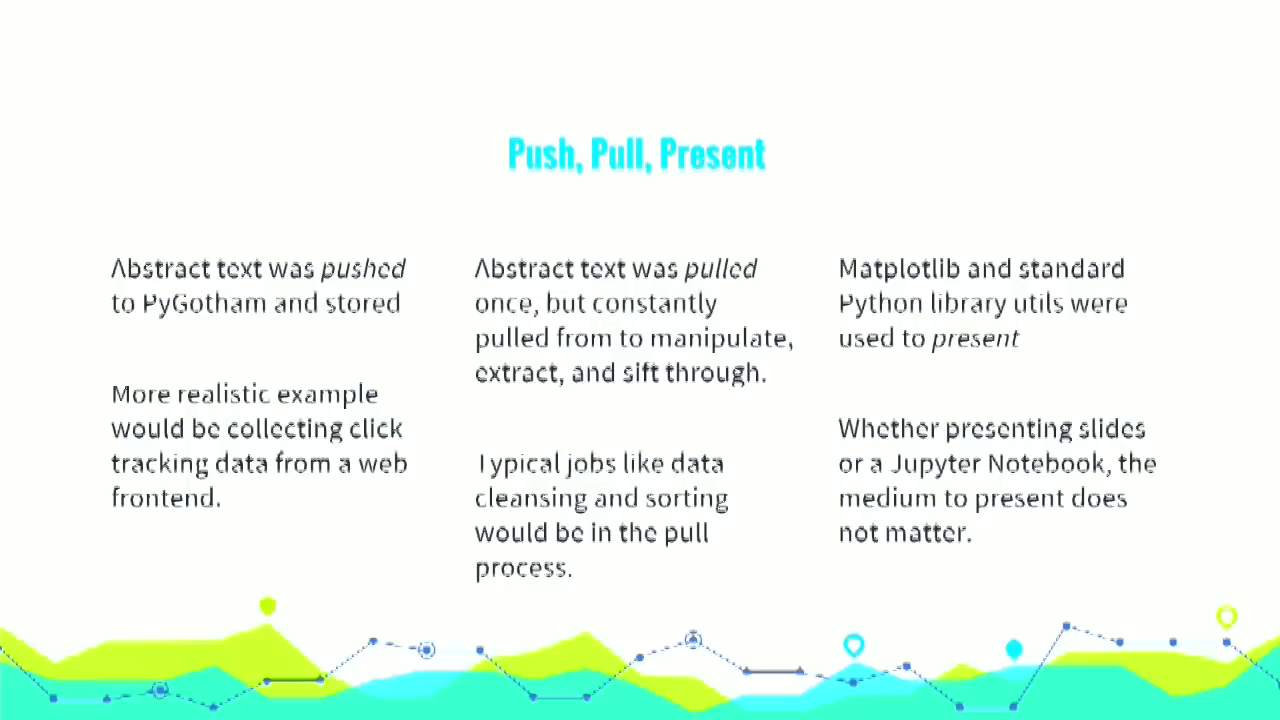 Push, Pull, Present
Abstract text was pushed
to PyGotham and stored
More realistic example
would be collecting click
tracking data from a web
frontend.
Abstract text was pulled
once, but constantly
pulled from to manipulate,
extract, and sift through.
Typical jobs like data
cleansing and sorting
would be in the pull
process.
Matplotlib and standard
Python library utils were
used to present
Whether presenting slides
or a Jupyter Notebook, the
medium to present does
not matter.